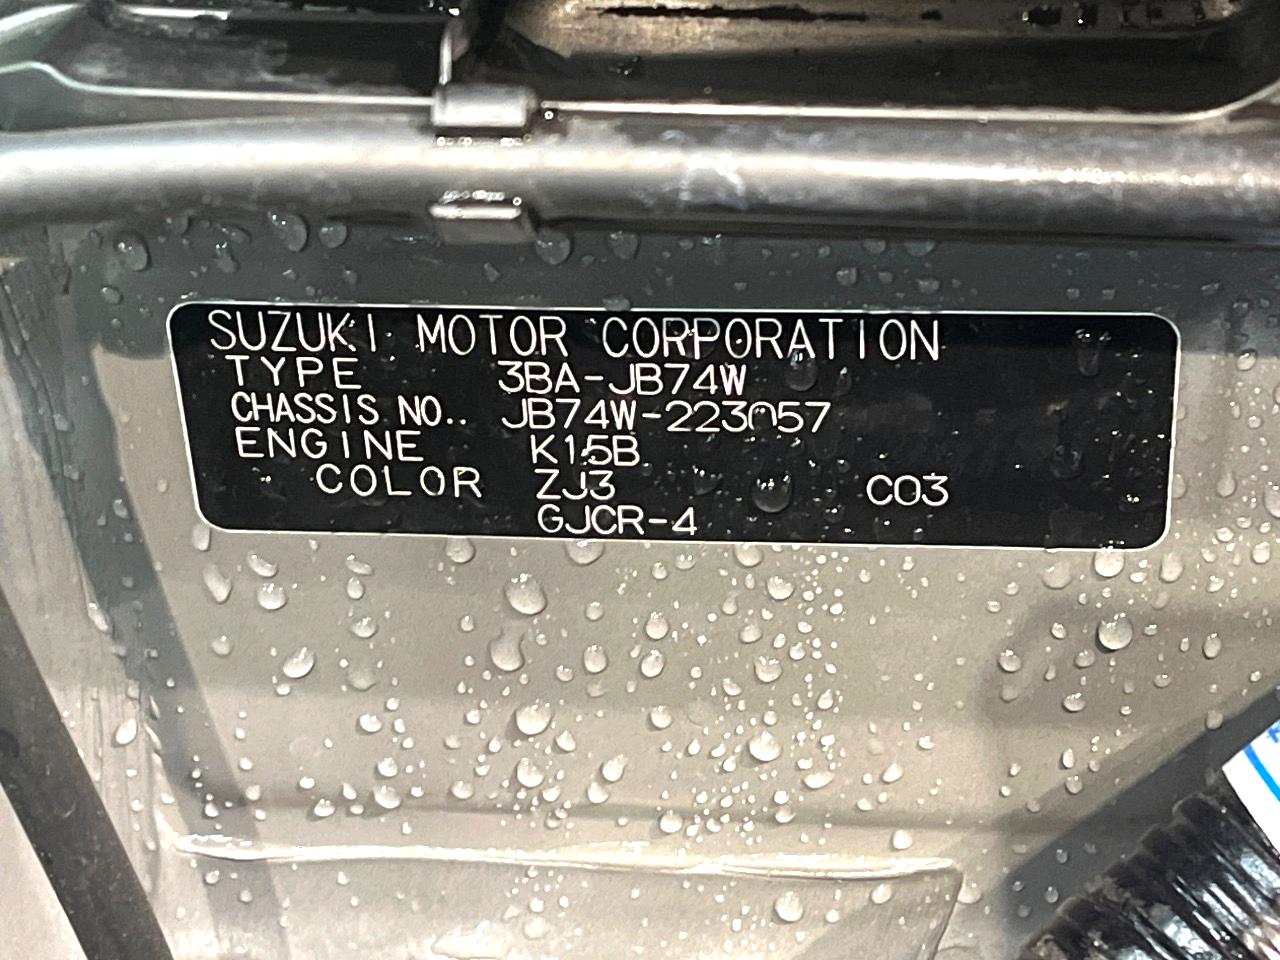 SUZUKI MOTOR CORPORATION
TYPE 3BA-JB74W
CHASSIS NO.. JB74W-223057
ENGINE K15B
COLOR ZJ3 C03
GJCR-4